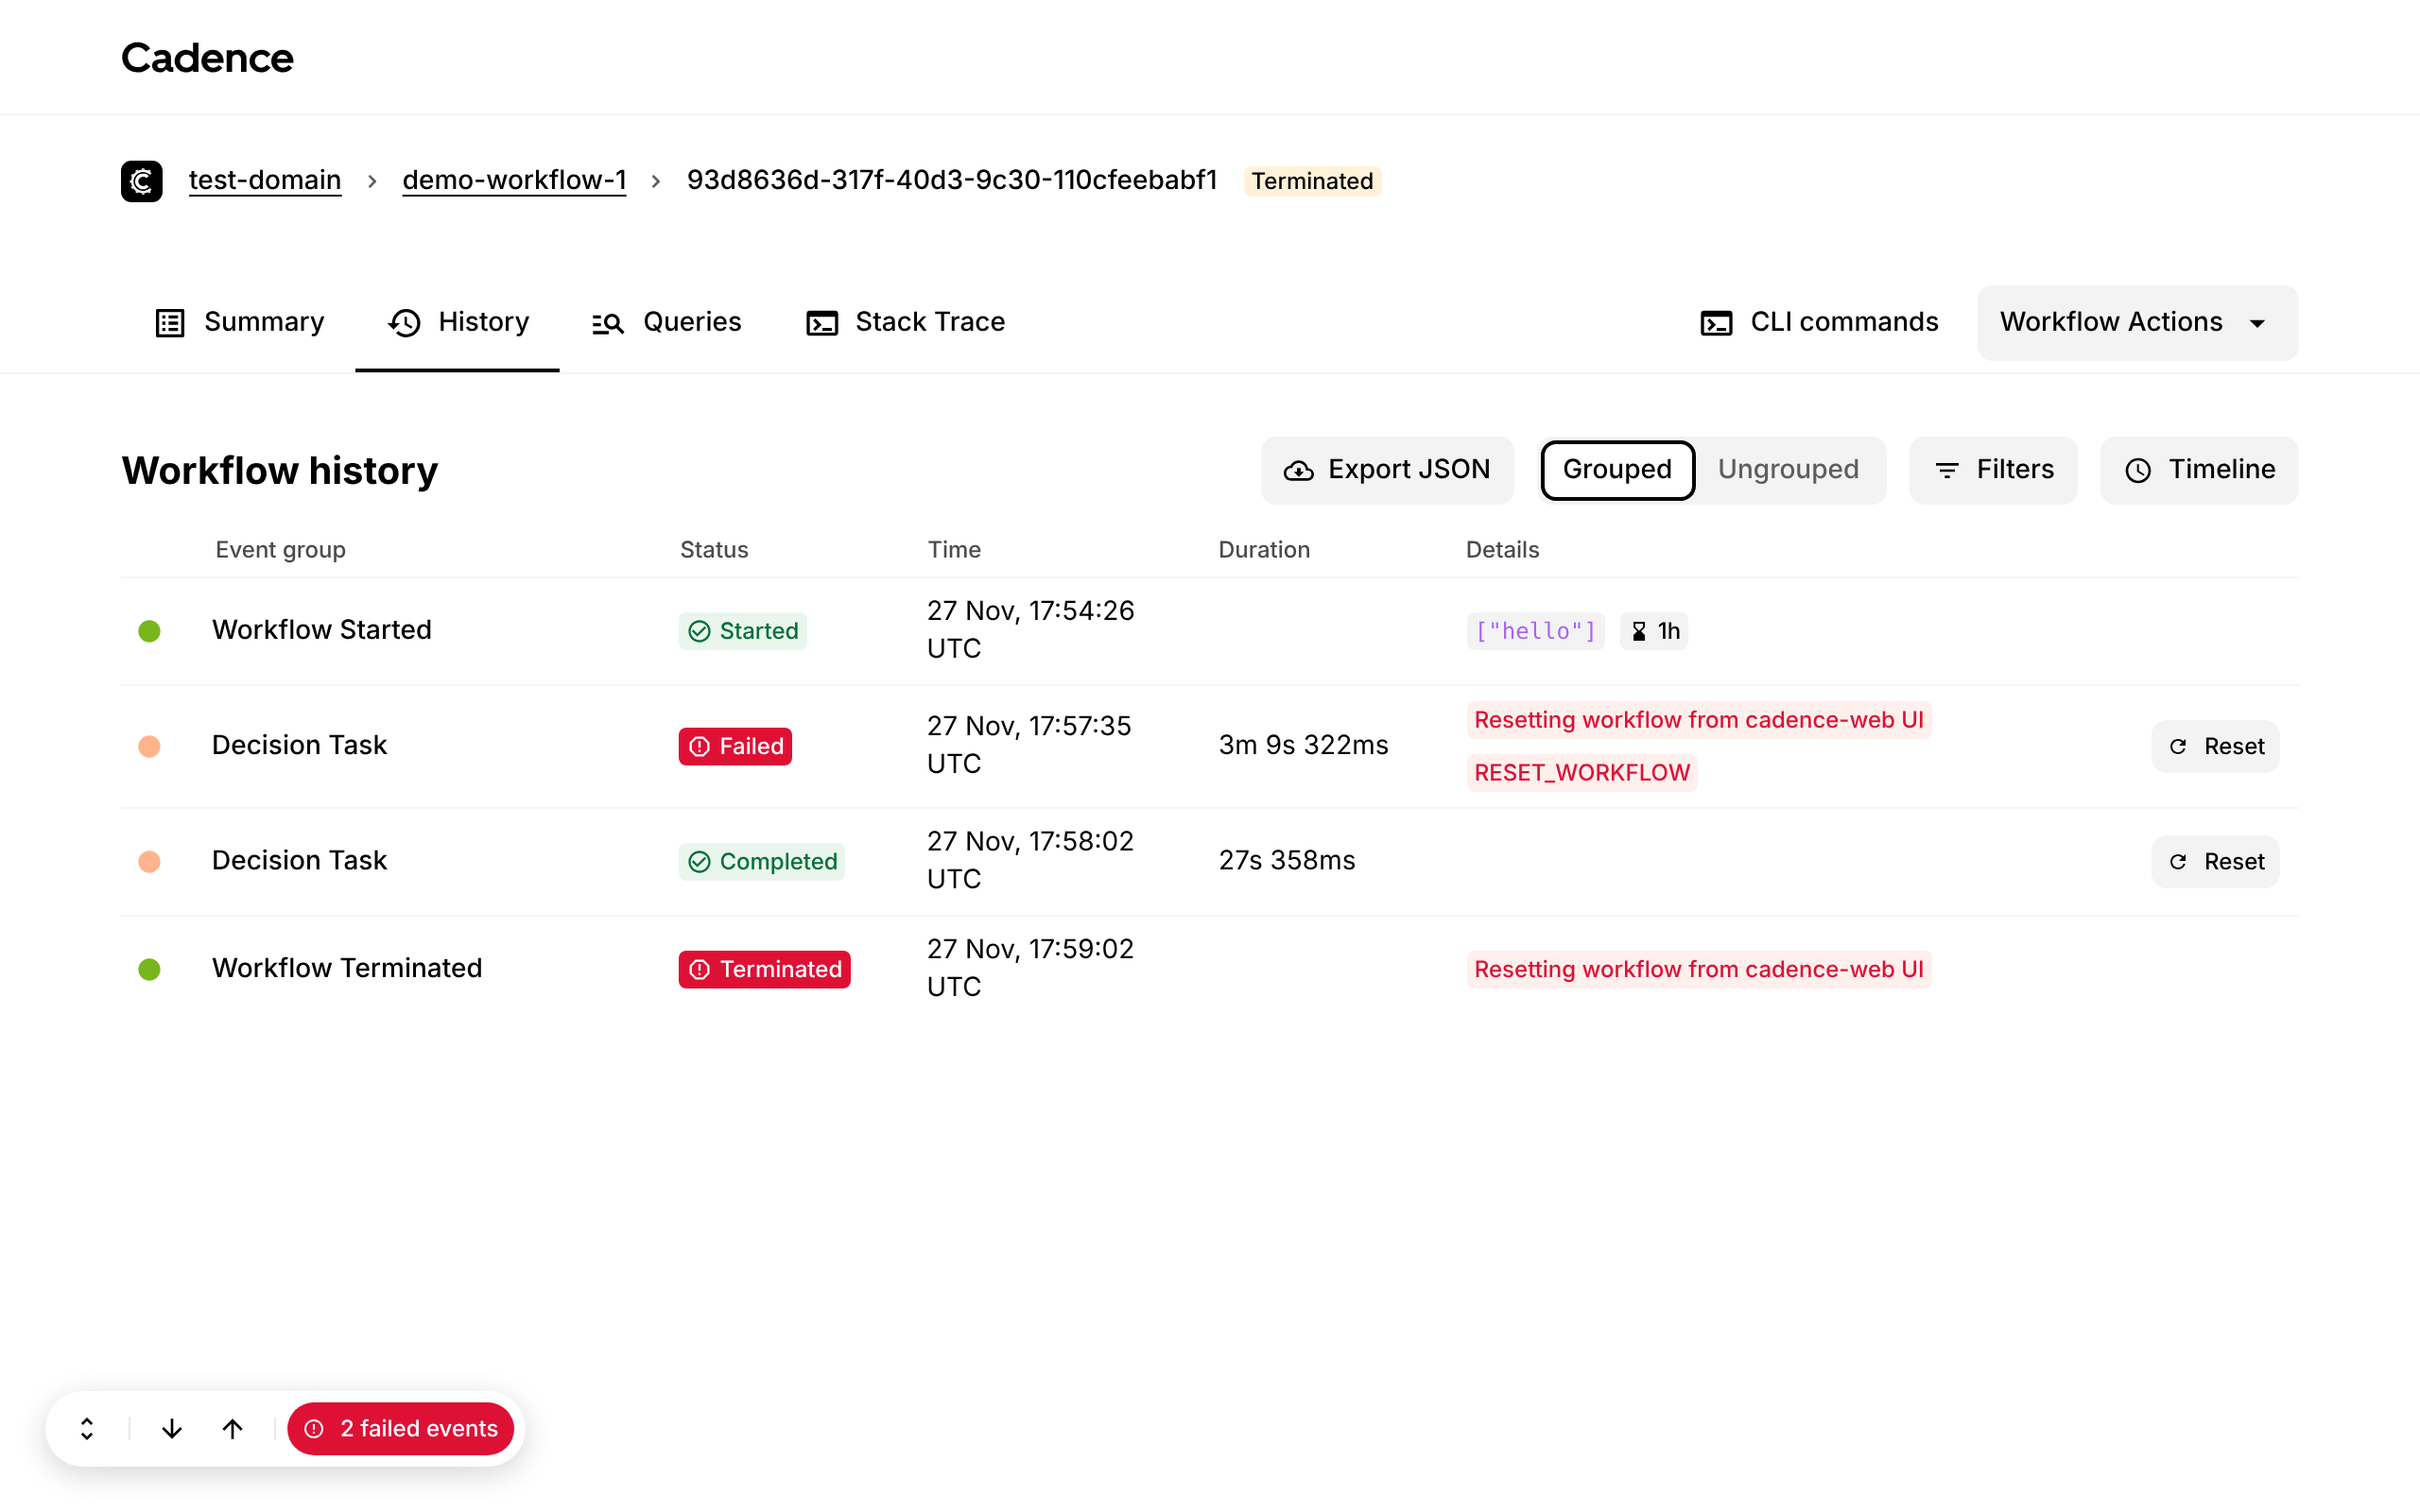 Cadence
test-domain > demo-workflow-1 > 93d8636d-317f-40d3-9c30-110cfeebabf1 Terminated
Summary History Queries Stack Trace CLI commands Workflow Actions
Workflow history Export JSON Grouped Ungrouped Filters Timeline
Event group Status Time Duration Details
Workflow Started Started 27 Nov, 17:54:26 UTC ["hello"] 1h
Decision Task Failed 27 Nov, 17:57:35 UTC 3m 9s 322ms Resetting workflow from cadence-web UI RESET_WORKFLOW Reset
Decision Task Completed 27 Nov, 17:58:02 UTC 27s 358ms Reset
Workflow Terminated Terminated 27 Nov, 17:59:02 UTC Resetting workflow from cadence-web UI
2 failed events